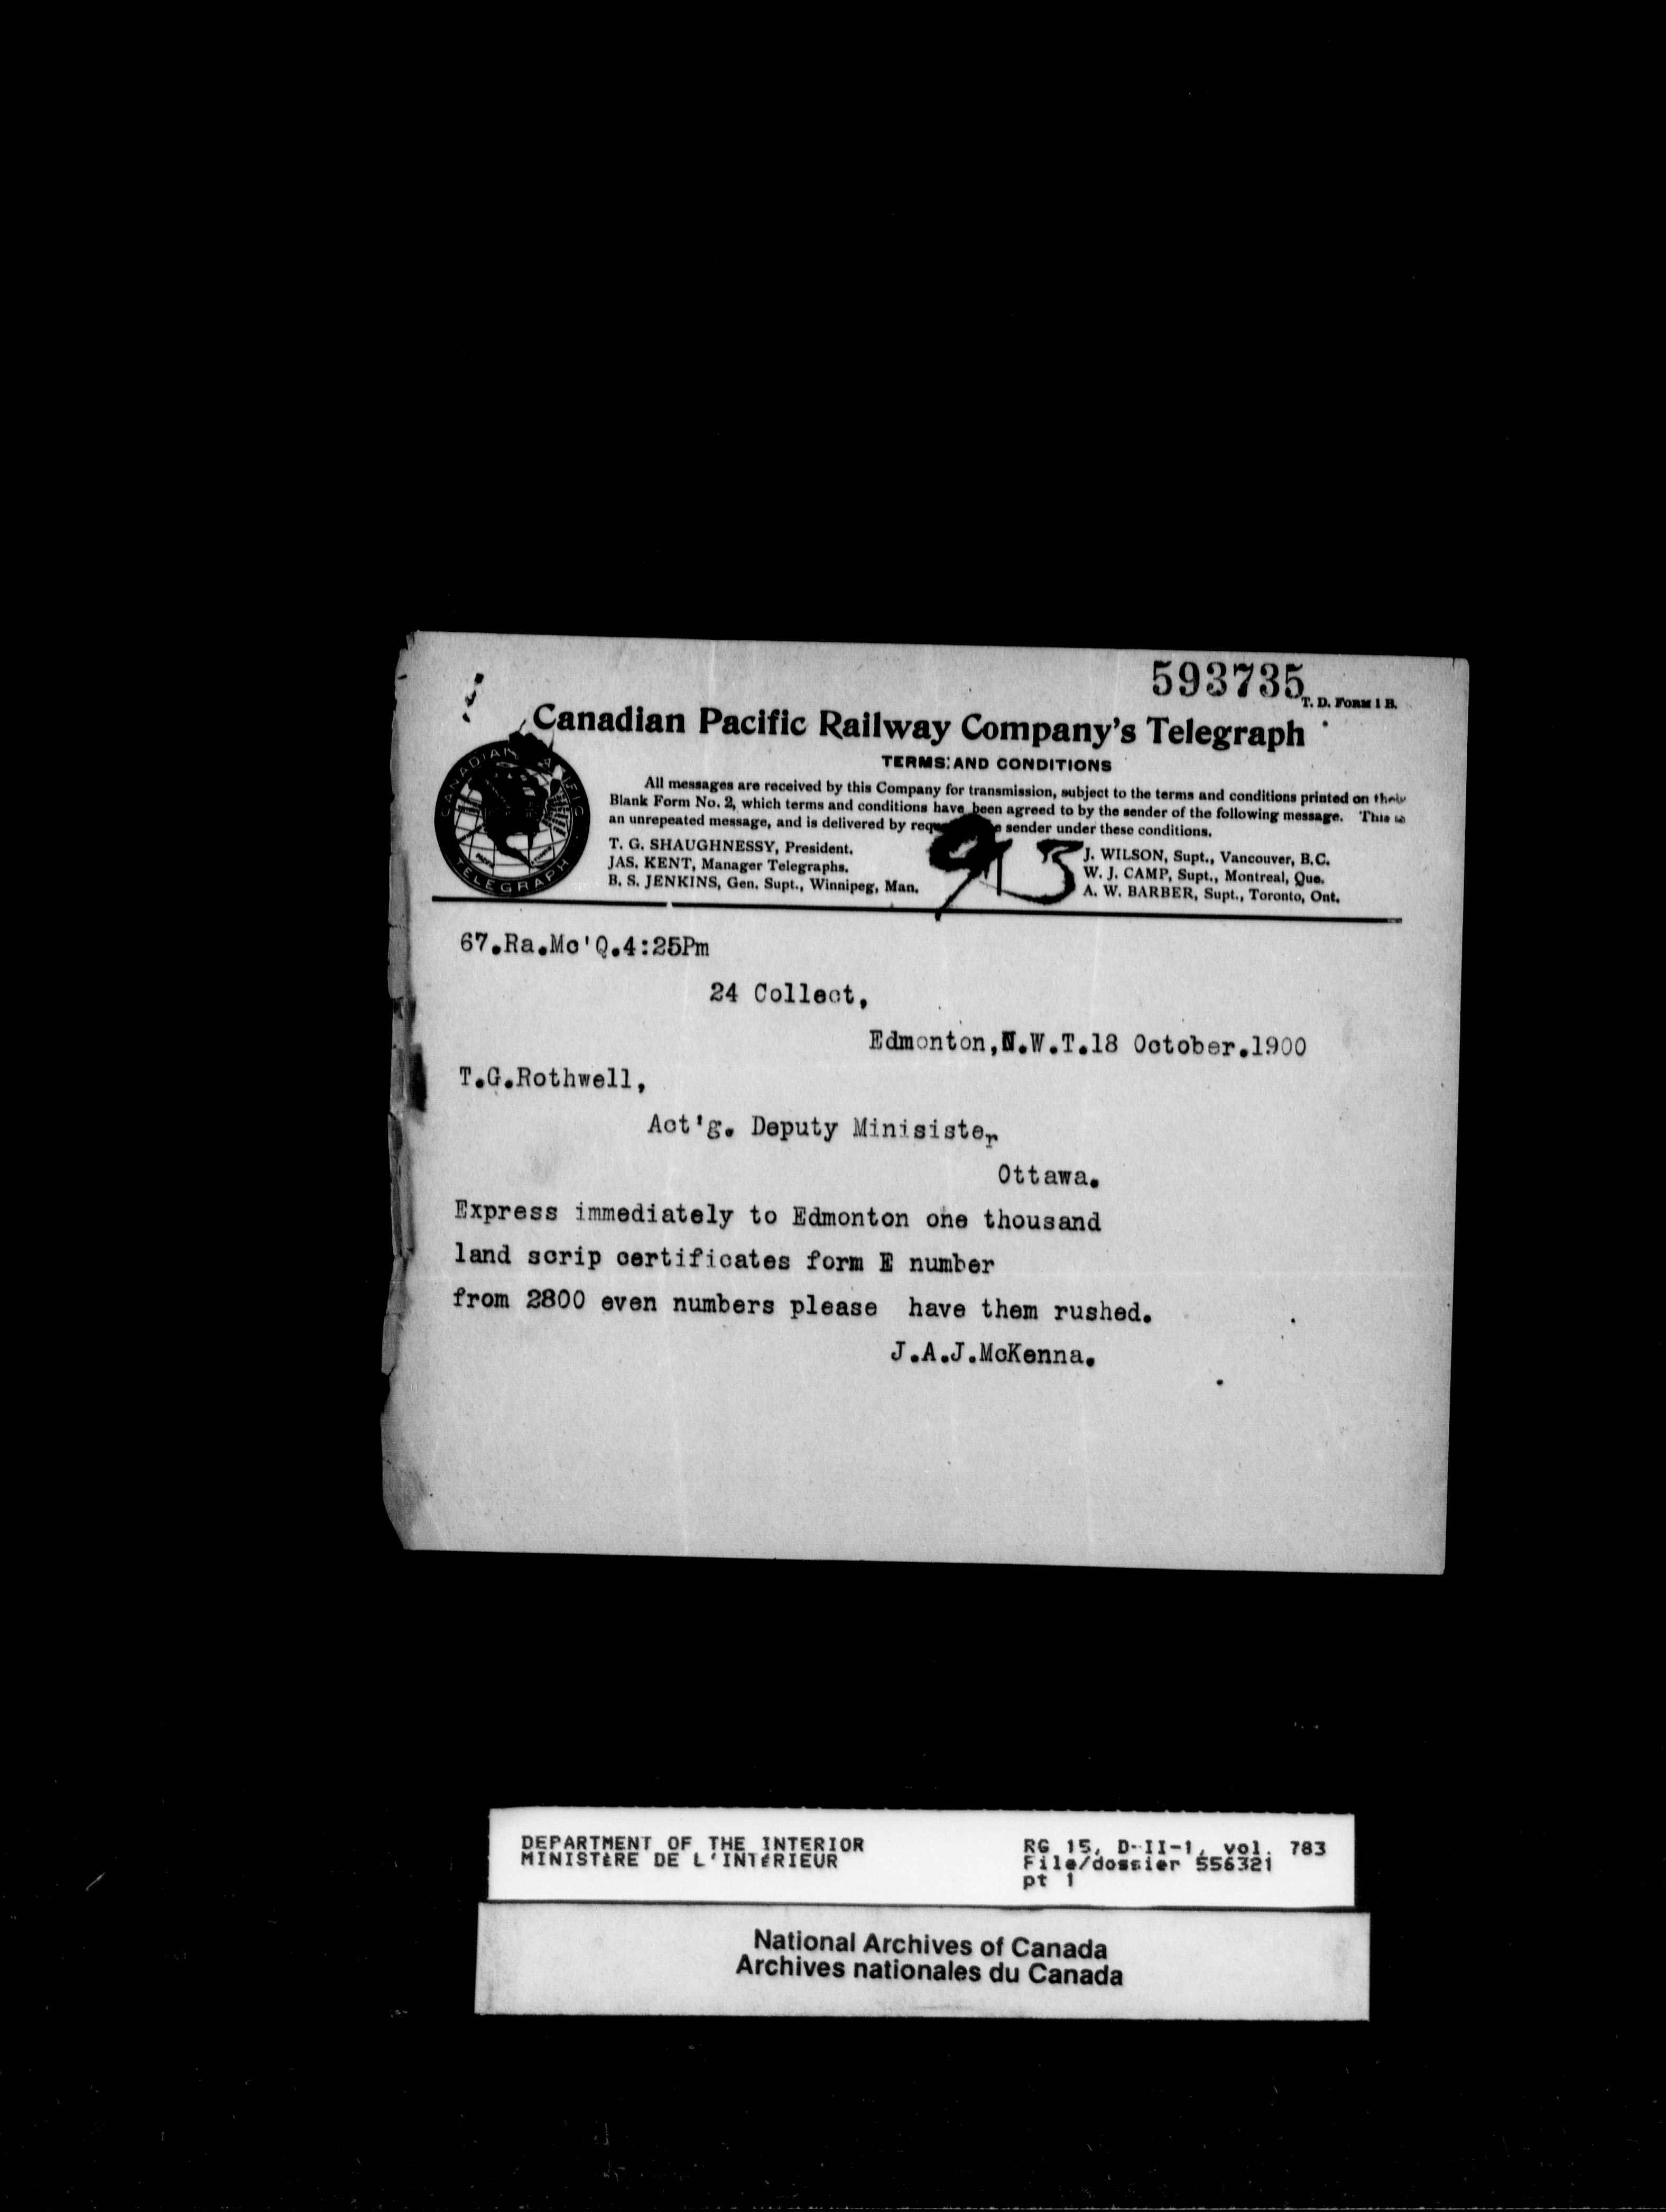 593735
T. D. FORM 1 B.
Canadian Pacific Railway Company's Telegraph
TERMS AND CONDITIONS
All messages are received by this Company for transmission, subject to the terms and conditions printed on their
Blank Form No. 2, which terms and conditions have been agreed to by the sender of the following message. This is
an unrepeated message, and is delivered by sender under these conditions.
CANADIAN PACIFIC
TELEGRAPH
T. G. SHAUGHNESSY, President.
JAS. KENT, Manager Telegraphs.
B. S. JENKINS, Gen. Supt., Winnipeg, Man.
913
J. WILSON, Supt., Vancouver, B.C.
W. J. CAMP, Supt., Montreal, Que.
A. W. BARBER, Supt., Toronto, Ont.
67.Ra.Mc'Q.4:25Pm
24 Collect,
Edmonton,N.W.T.18 October.1900
T.G.Rothwell,
Act'g. Deputy Minisister
Ottawa.
Express immediately to Edmonton one thousand
land scrip certificates form E number
from 2800 even numbers please have them rushed.
J.A.J.McKenna.
DEPARTMENT OF THE INTERIOR
MINISTÈRE DE L'INTÉRIEUR
RG 15, D-II-1, vol. 783
File/dossier 556321
pt 1
National Archives of Canada
Archives nationales du Canada